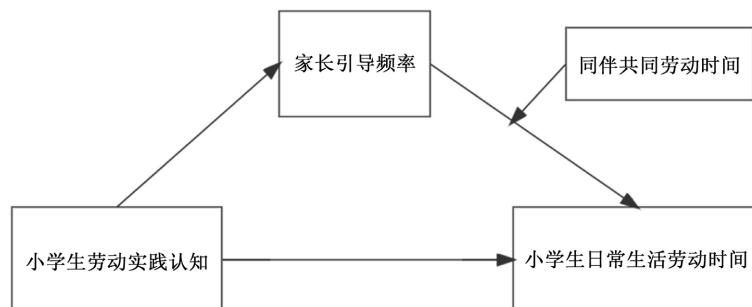 家长引导频率
同伴共同劳动时间
小学生劳动实践认知
小学生日常生活劳动时间